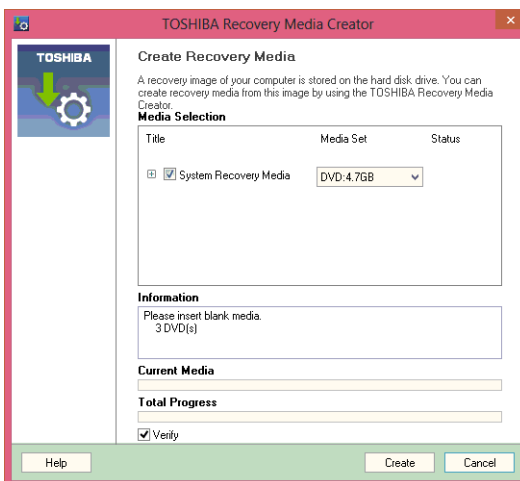 TOSHIBA Recovery Media Creator
TOSHIBA
Create Recovery Media
A recovery image of your computer is stored on the hard disk drive. You can
create recovery media from this image by using the TOSHIBA Recovery Media
Creator.
Media Selection
Title Media Set Status
System Recovery Media DVD:4.7GB
Information
Please insert blank media.
3 DVD(s)
Current Media
Total Progress
Verify
Help Create Cancel